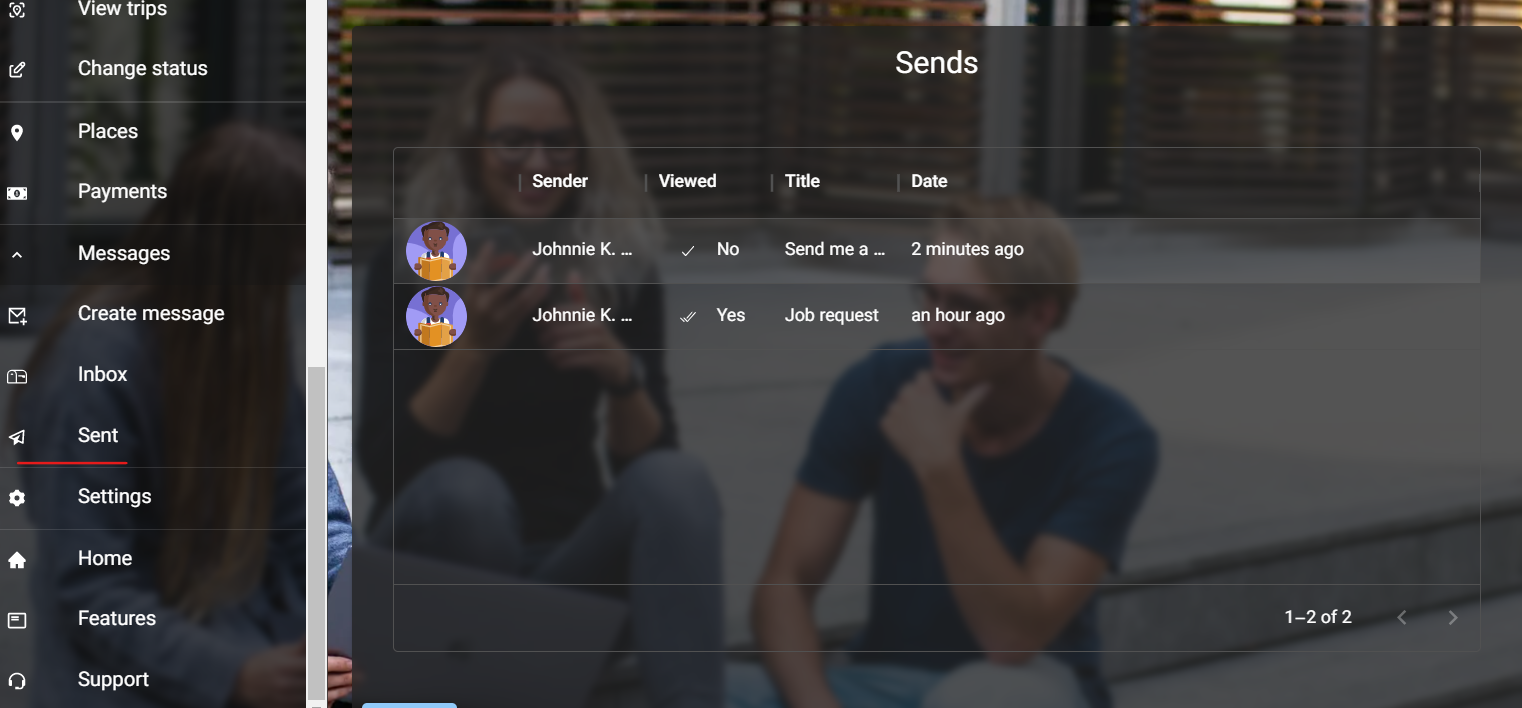 View trips
Change status
Places
Payments
Messages
Create message
Inbox
Sent
Settings
Home
Features
Support
Sends
Sender Viewed Title Date
Johnnie K. ... No Send me a ... 2 minutes ago
Johnnie K. ... Yes Job request an hour ago
1–2 of 2